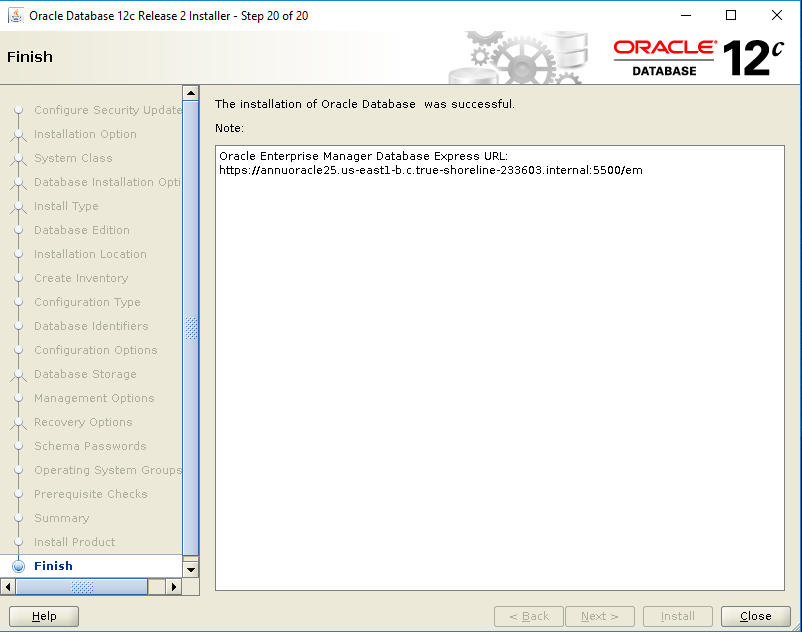 Oracle Database 12c Release 2 Installer - Step 20 of 20
Finish
ORACLE®
DATABASE
12c
Configure Security Update
Installation Option
System Class
Database Installation Opti
Install Type
Database Edition
Installation Location
Create Inventory
Configuration Type
Database Identifiers
Configuration Options
Database Storage
Management Options
Recovery Options
Schema Passwords
Operating System Groups
Prerequisite Checks
Summary
Install Product
Finish
The installation of Oracle Database  was successful.
Note:
Oracle Enterprise Manager Database Express URL:
https://annuoracle25.us-east1-b.c.true-shoreline-233603.internal:5500/em
Help
< Back
Next >
Install
Close